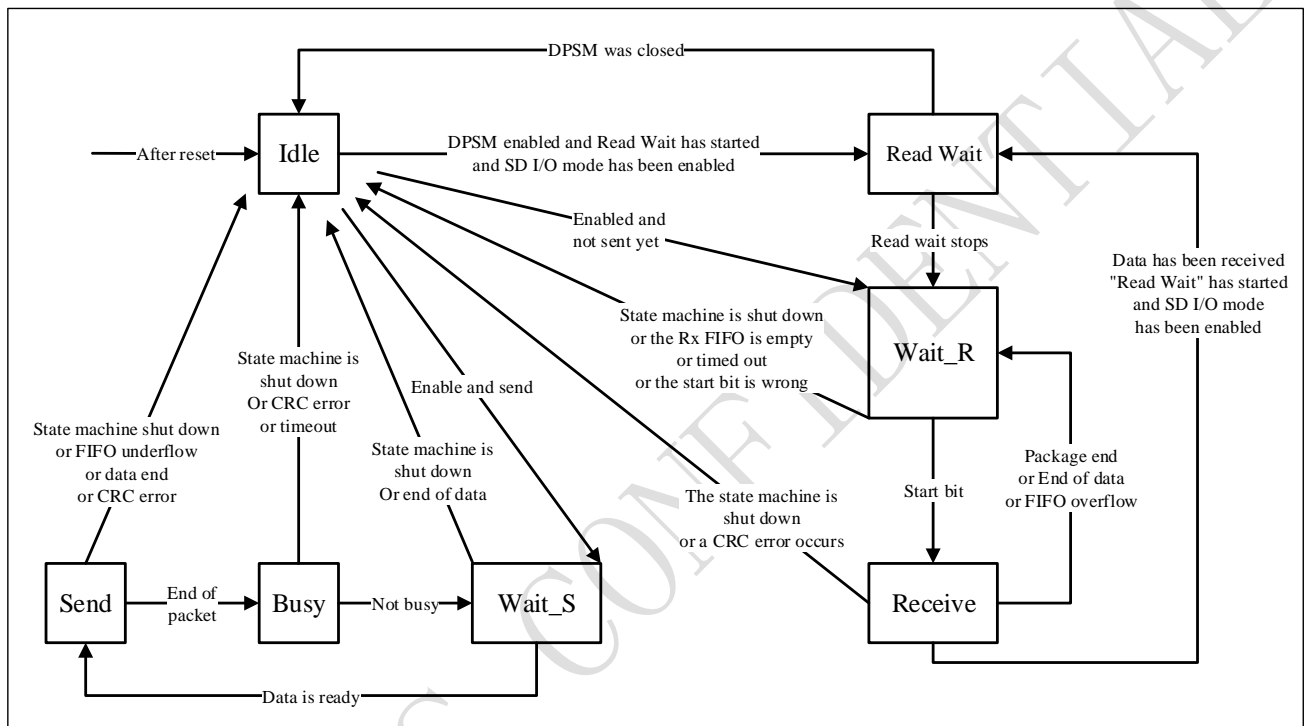 DPSM was closed
After reset
Idle
DPSM enabled and Read Wait has started
and SD I/O mode has been enabled
Read Wait
Enabled and
not sent yet
Read wait stops
Data has been received
"Read Wait" has started
and SD I/O mode
has been enabled
State machine is shut down
or the Rx FIFO is empty
or timed out
or the start bit is wrong
Wait_R
State machine is
shut down
Or CRC error
or timeout
Enable and send
State machine shut down
or FIFO underflow
or data end
or CRC error
State machine is
shut down
Or end of data
The state machine is
shut down
or a CRC error occurs
Start bit
Package end
or End of data
or FIFO overflow
Send
End of
packet
Busy
Not busy
Wait_S
Receive
Data is ready
CONFIDENTIAL